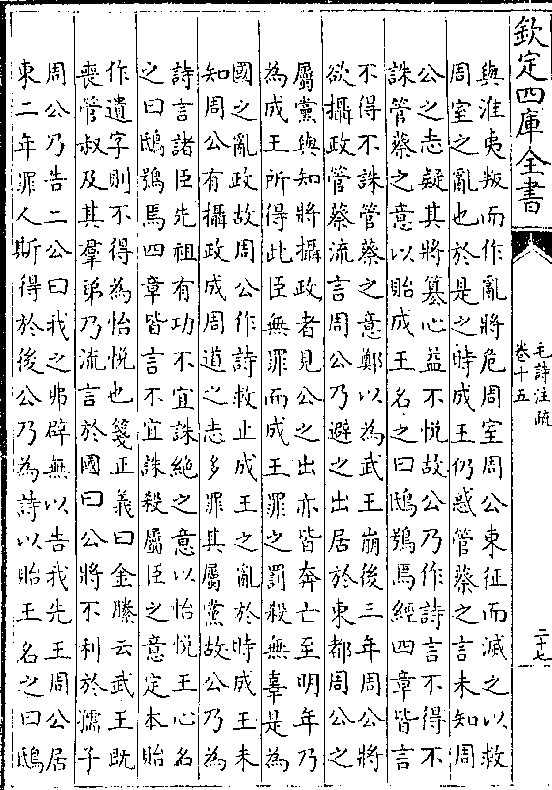 欽定四庫全書
毛詩注疏
卷十五
二十七
與淮夷叛而作亂將危周室周公東征而滅之以救
周室之亂也於是之時成王仍惑管蔡之言未知周
公之志疑其將篡心益不悅故公乃作詩言不得不
誅管蔡之意以貽成王名之曰鴟鴞焉經四章皆言
不得不誅管蔡之意鄭以為武王崩後三年周公將
欲攝政管蔡流言周公乃避之出居於東都周公之
屬黨與知將攝政者見公之出亦皆奔亡至明年乃
為成王所得此臣無罪而成王罪之罰殺無辜是為
國之亂政故周公作詩救止成王之亂於時成王未
知周公有攝政成周道之志多罪其屬黨故公乃為
詩言諸臣先祖有功不宜誅絕之意以怡悅王心名
之曰鴟鴞焉四章皆言不宜誅殺屬臣之意定本貽
作遺字則不得為怡悅也箋正義曰金縢云武王既
喪管叔及其羣弟乃流言於國曰公將不利於孺子
周公乃告二公曰我之弗辟無以告我先王周公居
東二年罪人斯得於後公乃為詩以貽王名之曰鴟